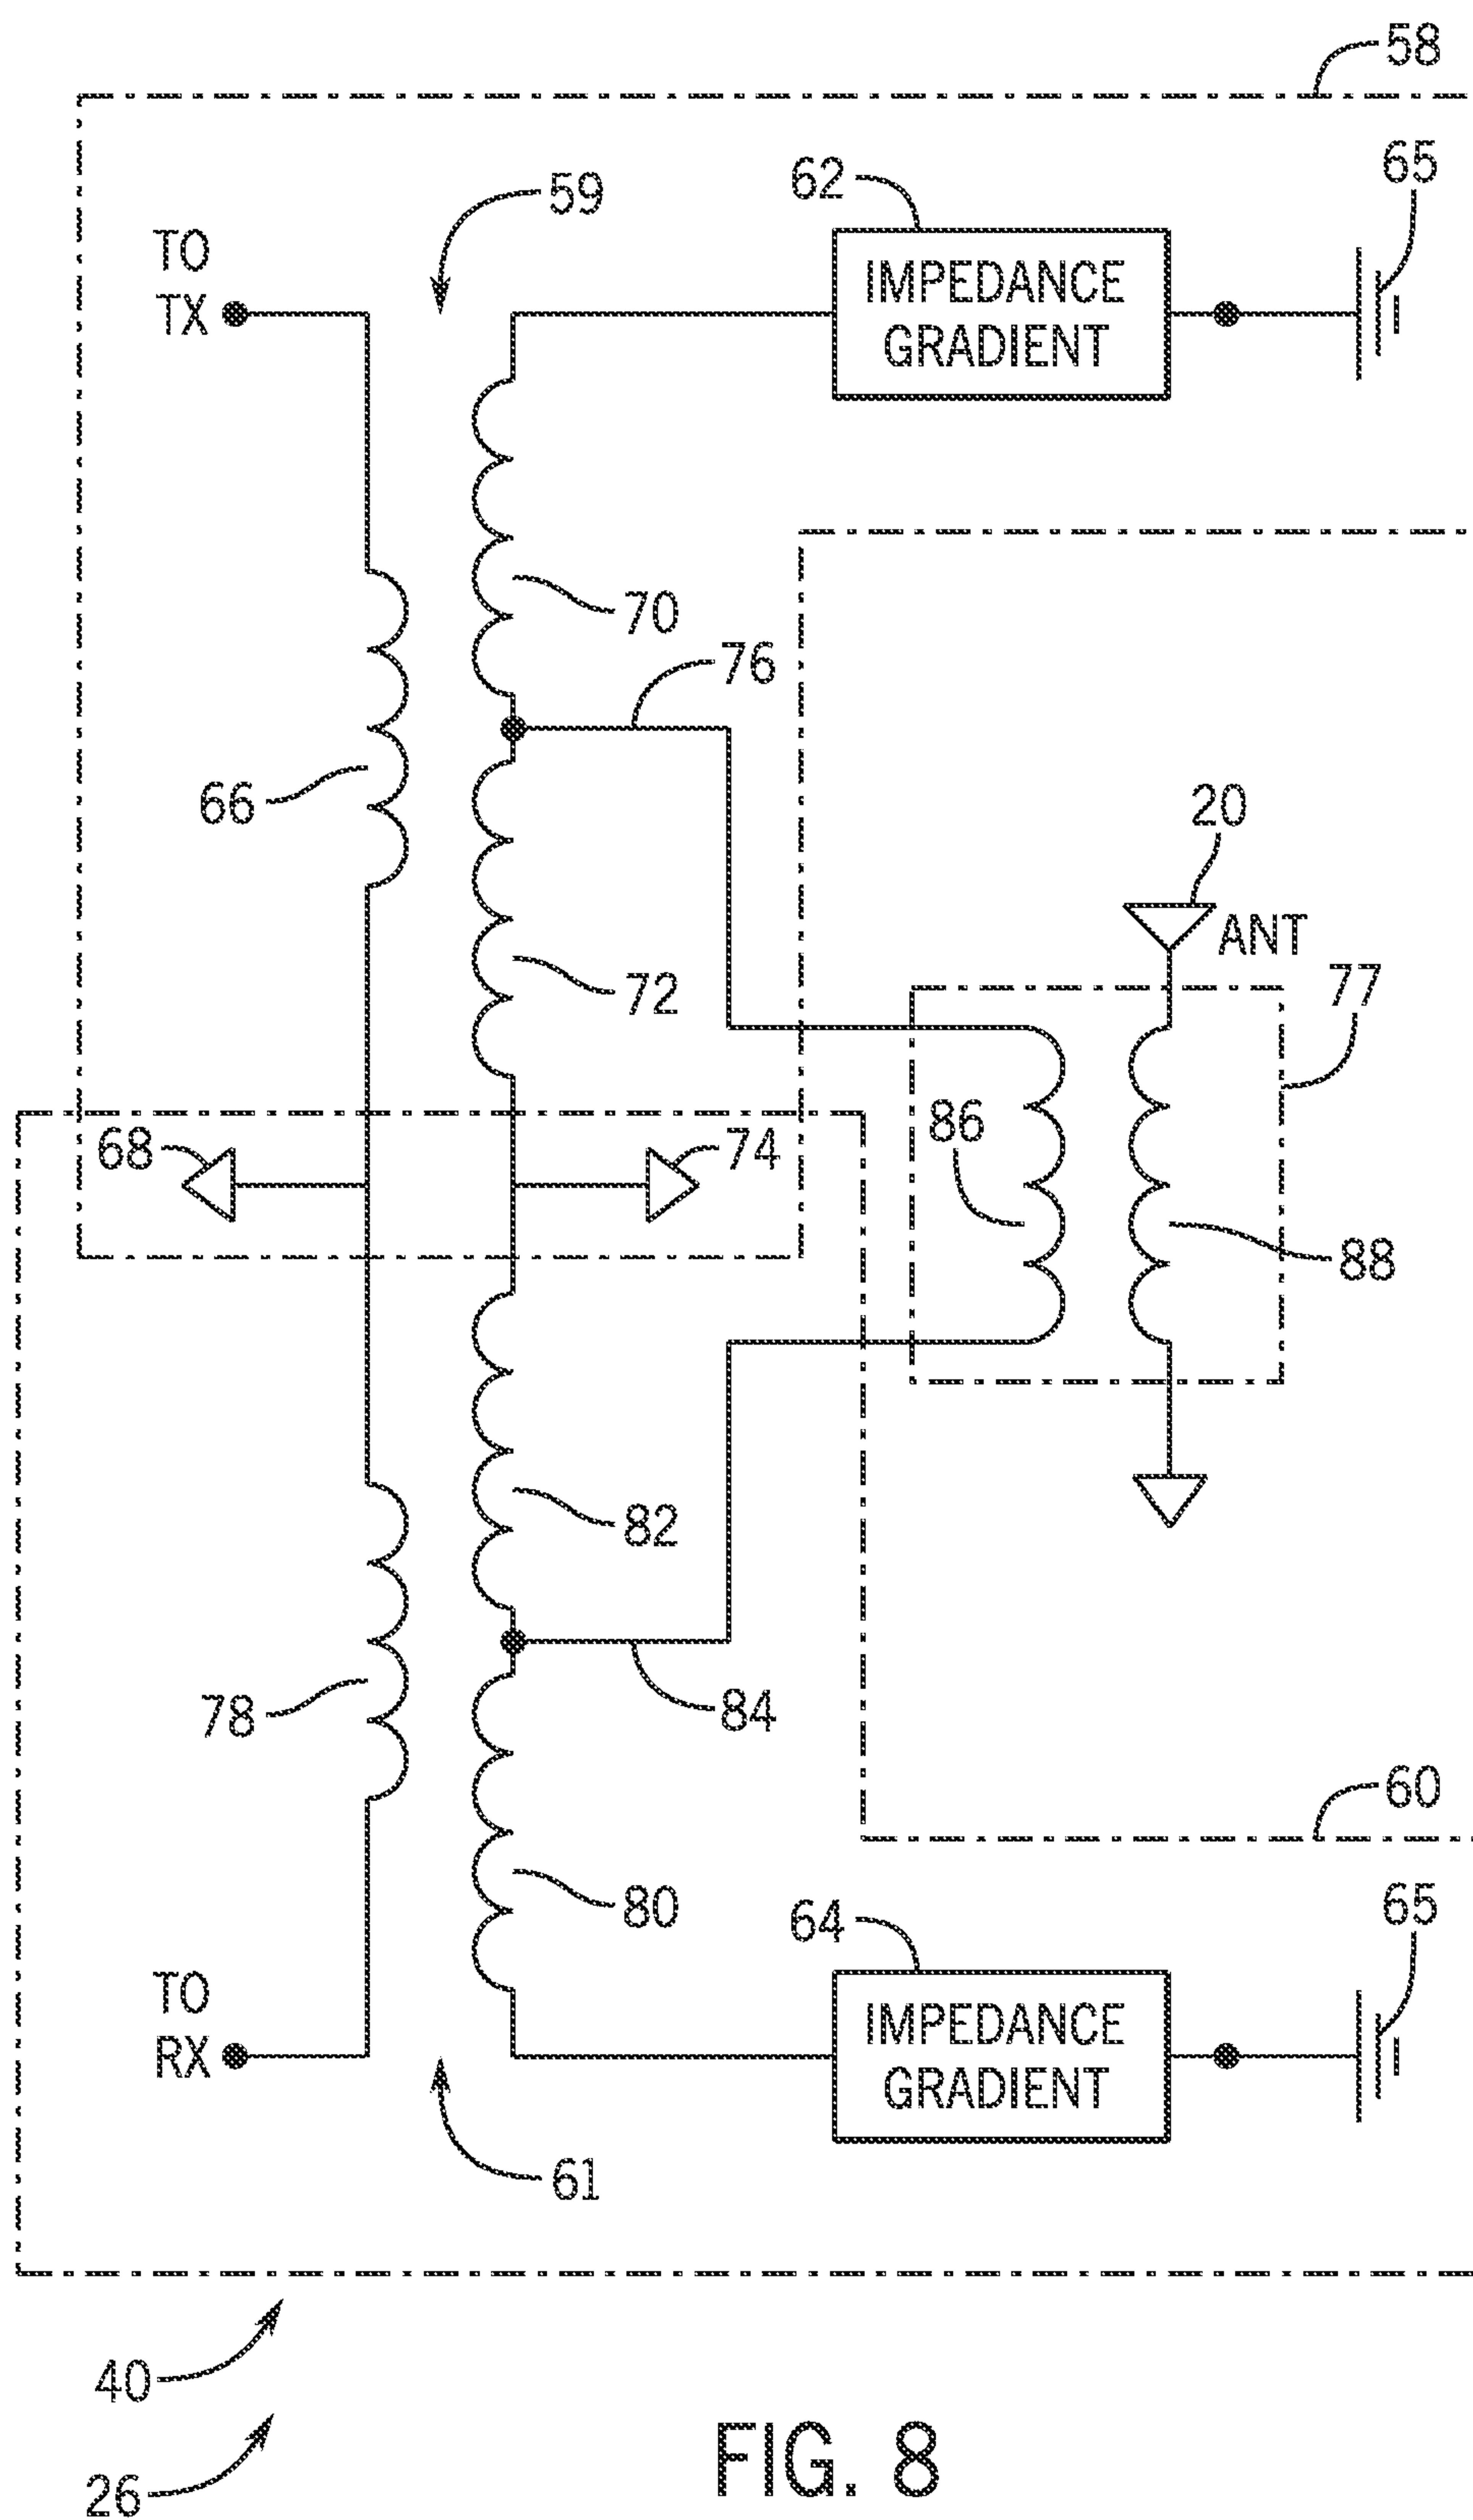 58
59
62
65
TO
TX
IMPEDANCE
GRADIENT
70
76
66
20
ANT
72
77
68
74
86
88
82
78
84
60
80
64
65
TO
RX
IMPEDANCE
GRADIENT
61
40
26
FIG. 8